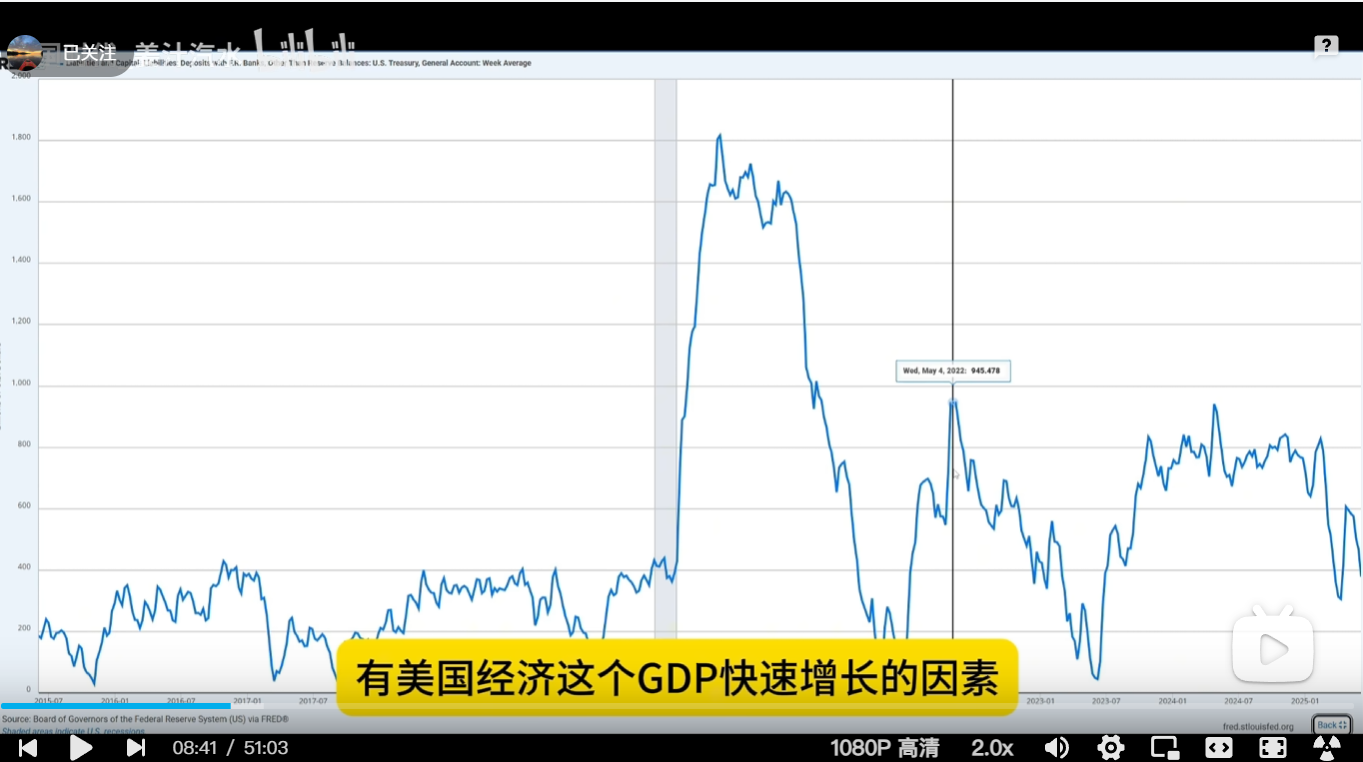 已关注
美汁汽水
Liabilities and Capital: Liabilities: Deposits with F.R. Banks, Other Than Reserve Balances: U.S. Treasury, General Account: Week Average
?
2,000
1,800
1,600
1,400
1,200
1,000
800
600
400
200
0
Wed, May 4, 2022: 945.478
有美国经济这个GDP快速增长的因素
2015-07 2016-01 2016-07 2017-01 2017-07 2023-01 2023-07 2024-01 2024-07 2025-01
Source: Board of Governors of the Federal Reserve System (US) via FRED®
Shaded areas indicate U.S. recessions.
fred.stlouisfed.org
Back
08:41 / 51:03
1080P 高清
2.0x